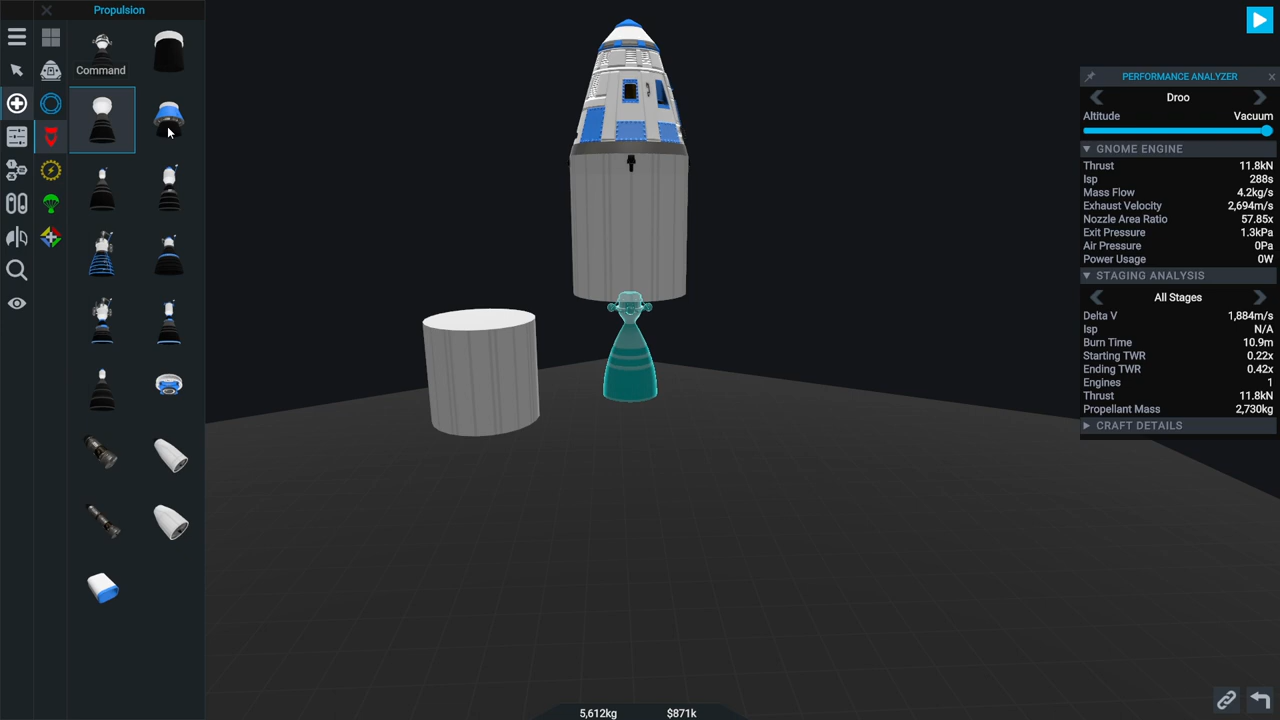 Propulsion
Command
PERFORMANCE ANALYZER
Droo
Altitude Vacuum
GNOME ENGINE
Thrust 11.8kN
Isp 288s
Mass Flow 4.2kg/s
Exhaust Velocity 2,694m/s
Nozzle Area Ratio 57.85x
Exit Pressure 1.3kPa
Air Pressure 0Pa
Power Usage 0W
STAGING ANALYSIS
All Stages
Delta V 1,884m/s
Isp N/A
Burn Time 10.9m
Starting TWR 0.22x
Ending TWR 0.42x
Engines 1
Thrust 11.8kN
Propellant Mass 2,730kg
CRAFT DETAILS
5,612kg $871k